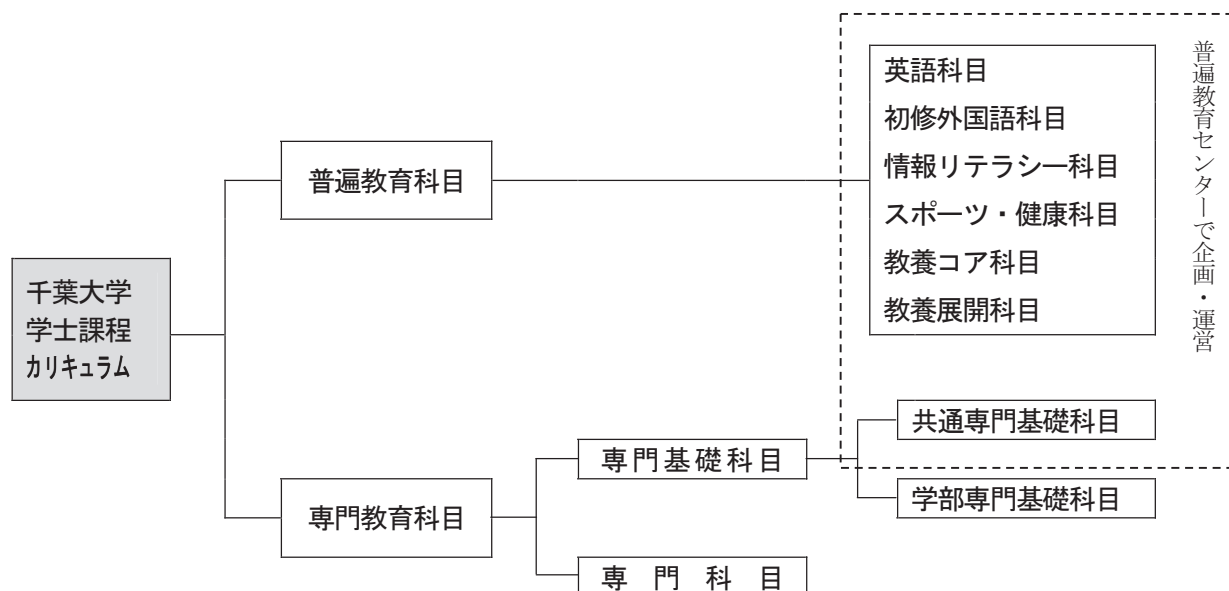 千葉大学
学士課程
カリキュラム
普遍教育科目
英語科目
初修外国語科目
情報リテラシー科目
スポーツ・健康科目
教養コア科目
教養展開科目
普遍教育センターで企画・運営
専門教育科目
専門基礎科目
共通専門基礎科目
学部専門基礎科目
専門科目